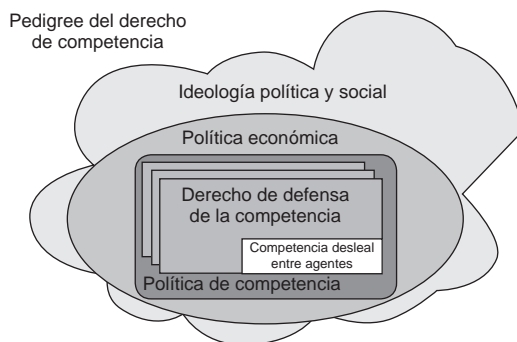 Pedigree del derecho
de competencia
Ideología política y social
Política económica
Derecho de defensa
de la competencia
Competencia desleal
entre agentes
Política de competencia